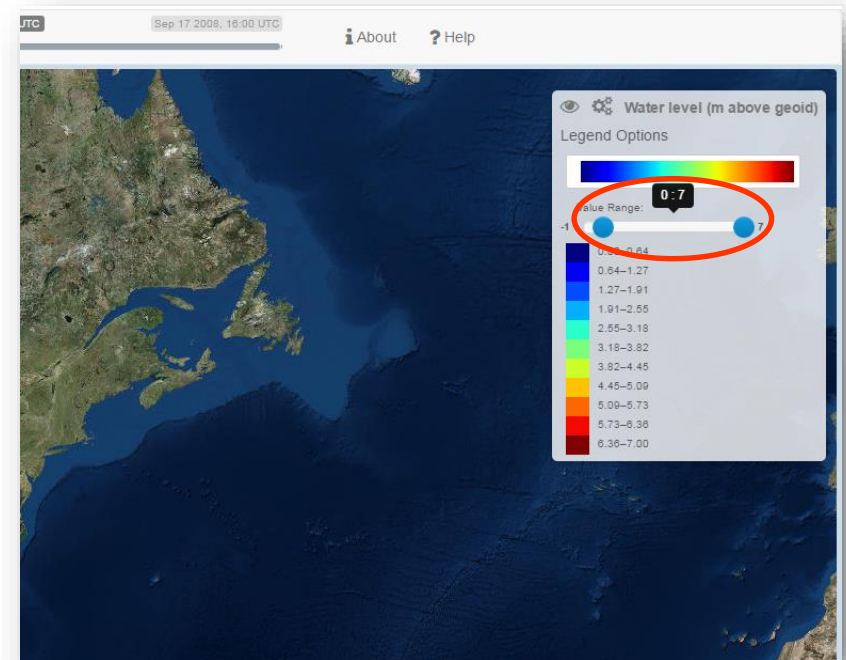 UTC
Sep 17 2008, 16:00 UTC
About
? Help
Water level (m above geoid)
Legend Options
0 : 7
alue Range:
-1
7
0.64–1.27
1.27–1.91
1.91–2.55
2.55–3.18
3.18–3.82
3.82–4.45
4.45–5.09
5.09–5.73
5.73–6.36
6.36–7.00